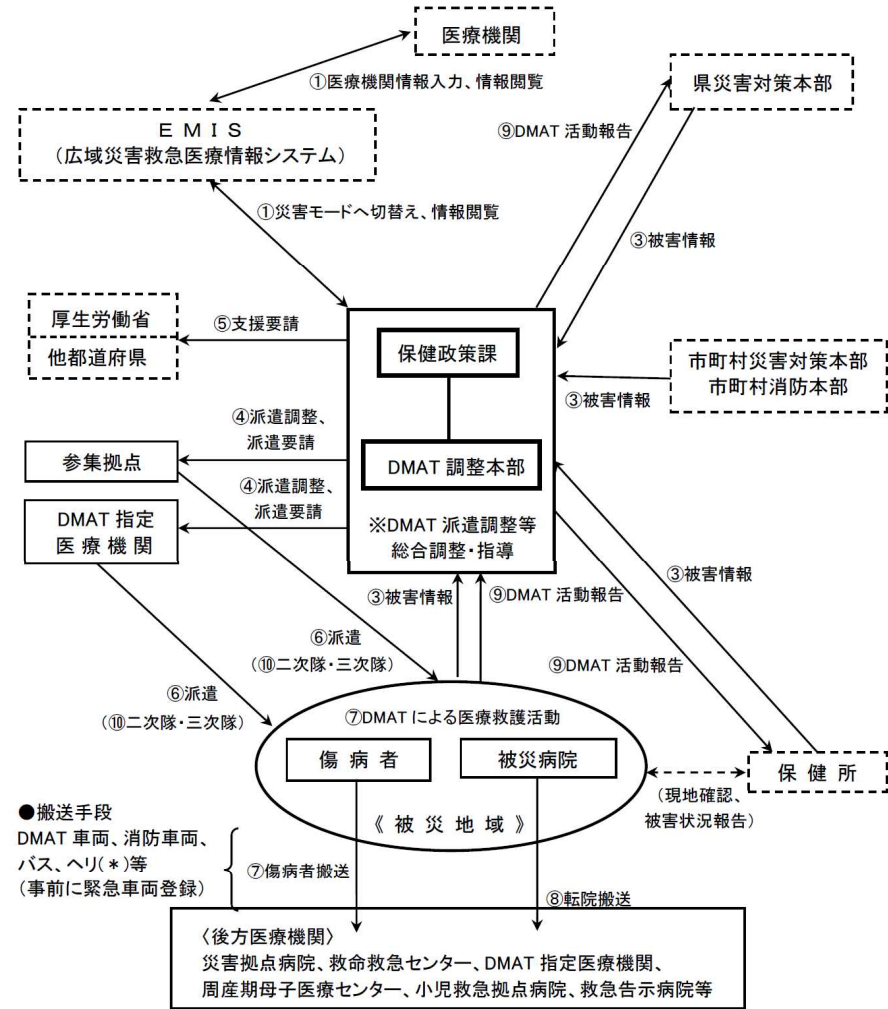 医療機関
①医療機関情報入力、情報閲覧
県災害対策本部
ＥＭＩＳ
（広域災害救急医療情報システム）
⑨DMAT 活動報告
①災害モードへ切替え、情報閲覧
③被害情報
厚生労働省
他都道府県
⑤支援要請
保健政策課
市町村災害対策本部
市町村消防本部
③被害情報
④派遣調整、
派遣要請
参集拠点
DMAT 調整本部
④派遣調整、
派遣要請
DMAT 指定
医療機関
※DMAT 派遣調整等
総合調整・指導
③被害情報
③被害情報
⑨DMAT 活動報告
⑥派遣
（⑩二次隊・三次隊）
⑨DMAT 活動報告
⑥派遣
（⑩二次隊・三次隊）
⑦DMAT による医療救護活動
傷病者
被災病院
保健所
（現地確認、
被害状況報告）
《被災地域》
●搬送手段
DMAT 車両、消防車両、
バス、ヘリ(＊)等
（事前に緊急車両登録）
⑦傷病者搬送
⑧転院搬送
〈後方医療機関〉
災害拠点病院、救命救急センター、DMAT 指定医療機関、
周産期母子医療センター、小児救急拠点病院、救急告示病院等